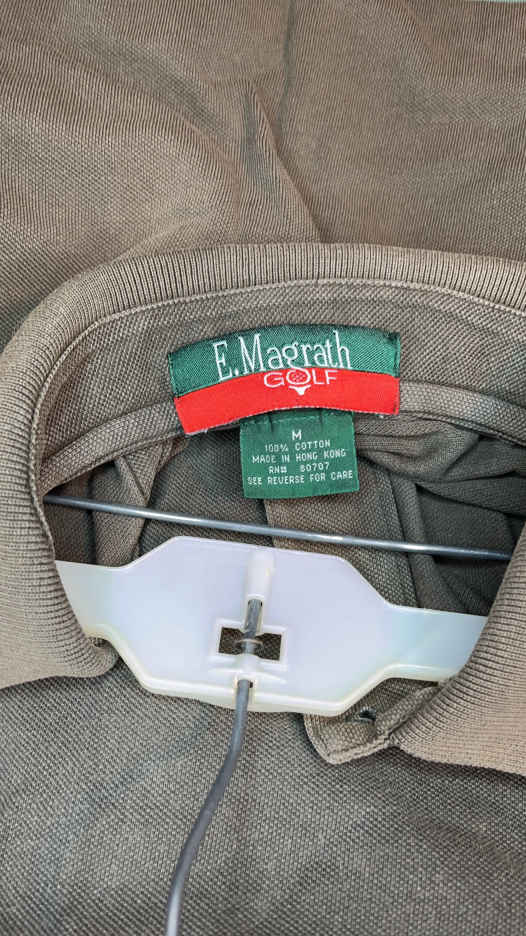 E.Magrath
GOLF
M
100% COTTON
MADE IN HONG KONG
RN# 80707
SEE REVERSE FOR CARE